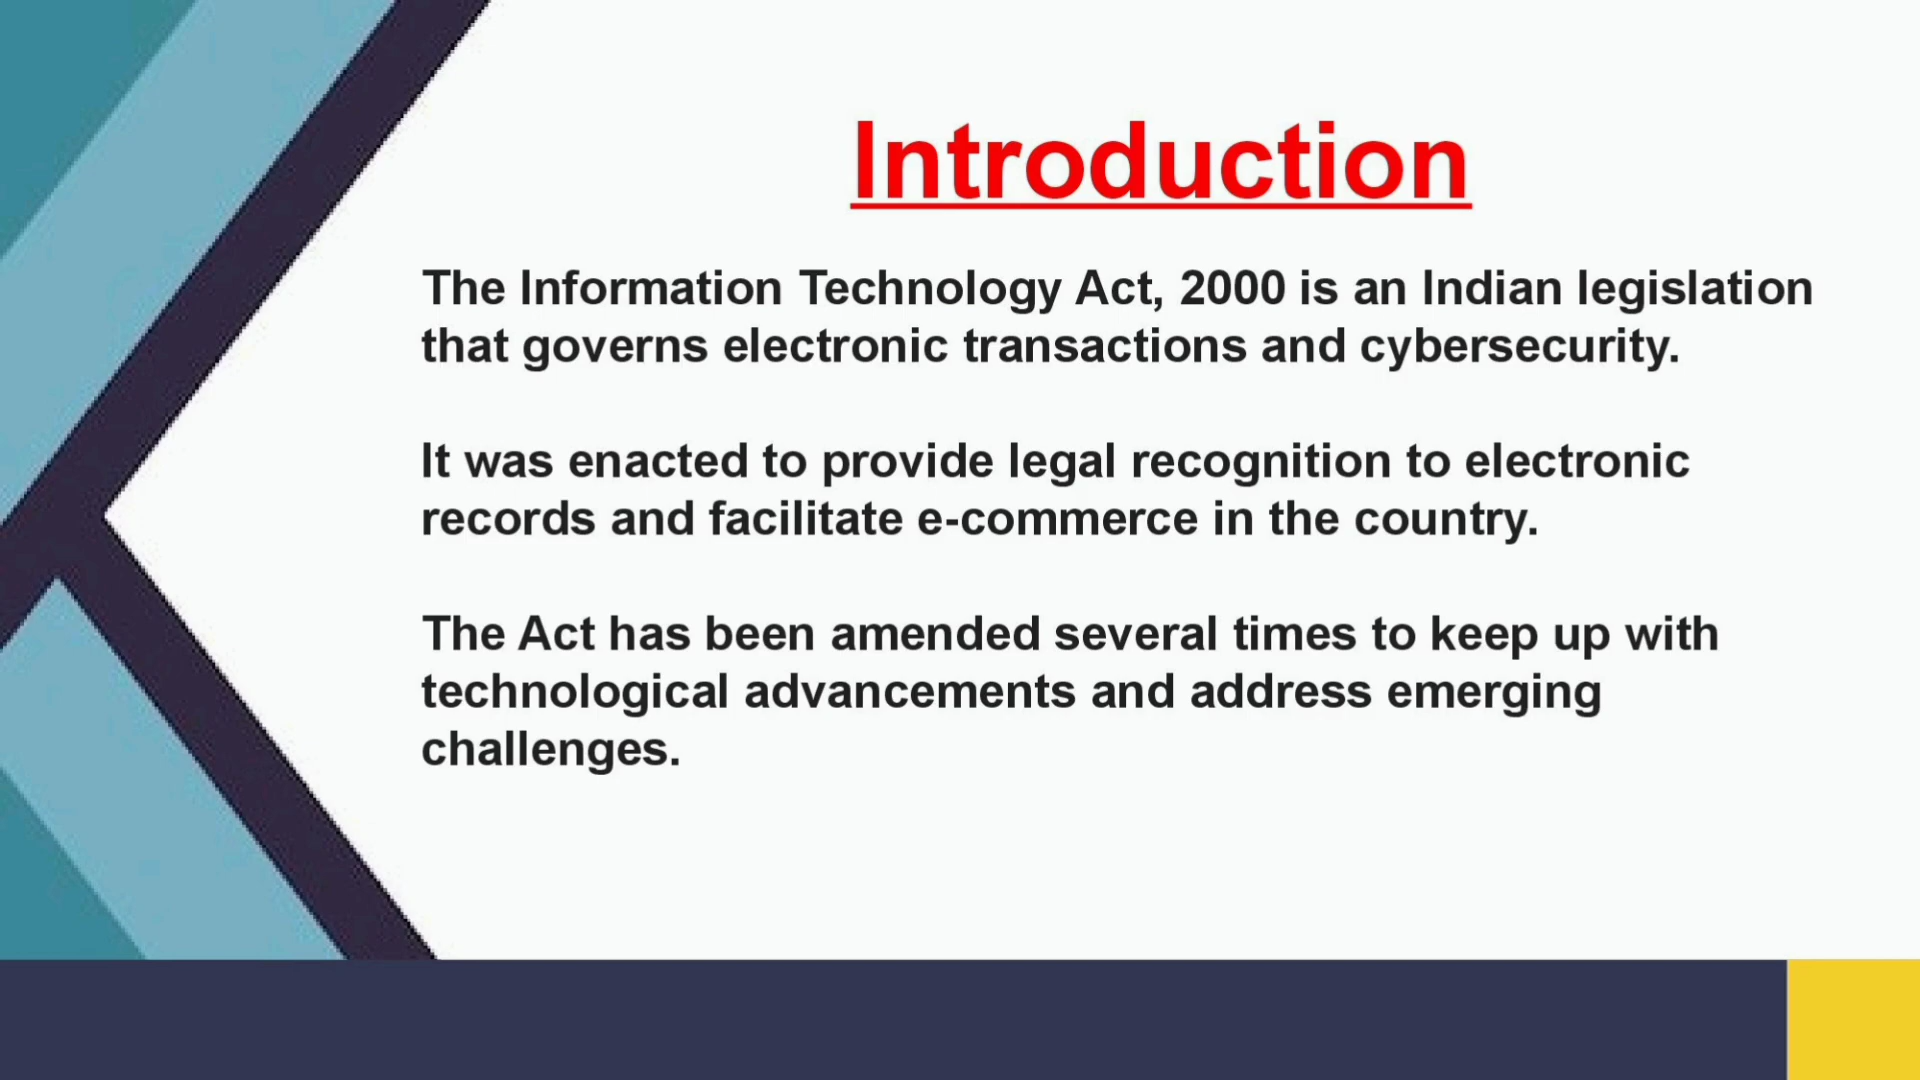 Introduction
The Information Technology Act, 2000 is an Indian legislation
that governs electronic transactions and cybersecurity.
It was enacted to provide legal recognition to electronic
records and facilitate e-commerce in the country.
The Act has been amended several times to keep up with
technological advancements and address emerging
challenges.